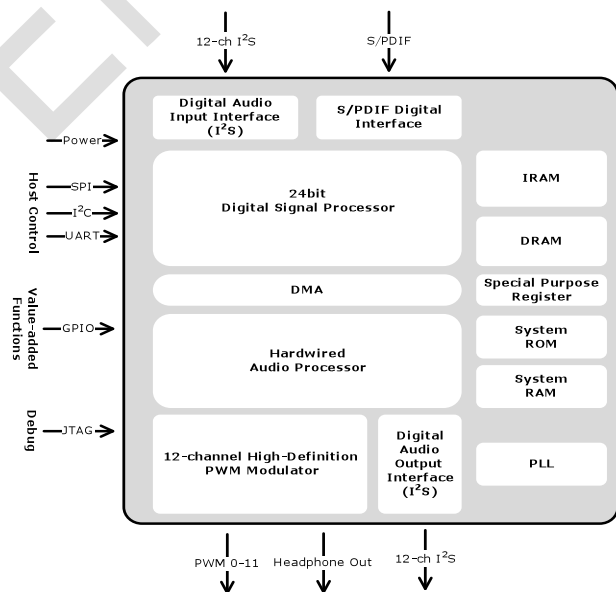 12-ch I²S
S/PDIF
Digital Audio
Input Interface
(I²S)
S/PDIF Digital
Interface
Power
Host Control
SPI
I²C
UART
24bit
Digital Signal Processor
IRAM
DRAM
DMA
Special Purpose
Register
Value-added
Functions
GPIO
Hardwired
Audio Processor
System
ROM
System
RAM
Debug
JTAG
12-channel High-Definition
PWM Modulator
Digital
Audio
Output
Interface
(I²S)
PLL
PWM 0-11
Headphone Out
12-ch I²S